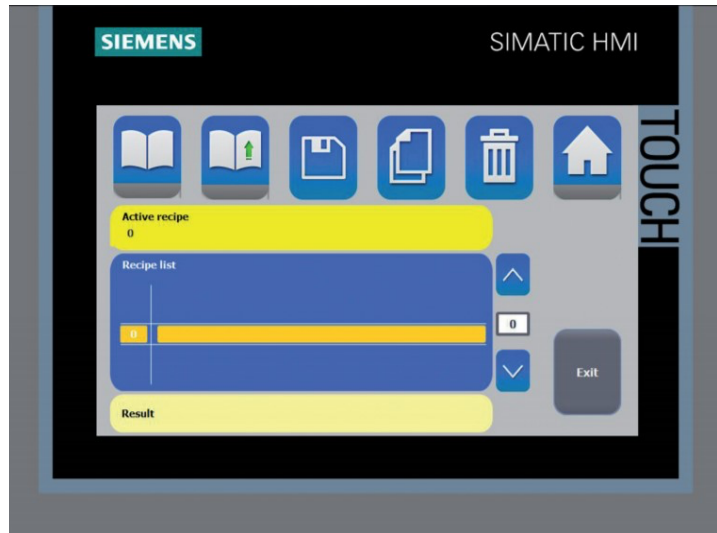 SIEMENS
SIMATIC HMI
TOUCH
Active recipe
0
Recipe list
0
0
Exit
Result